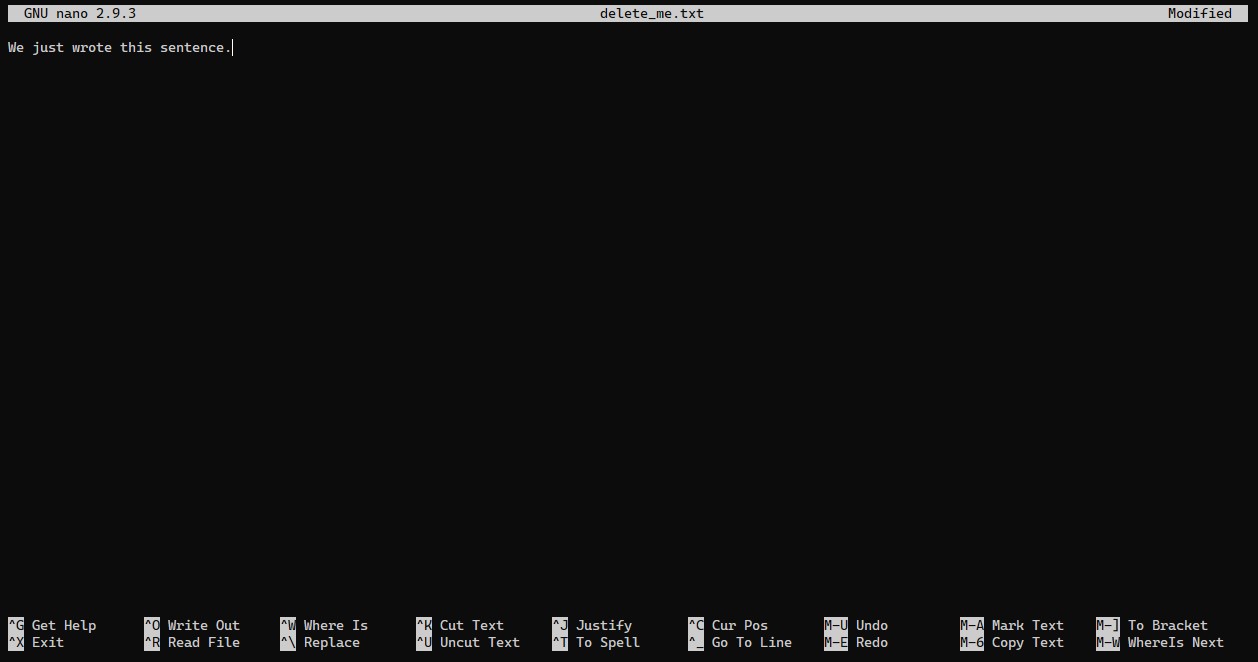 GNU nano 2.9.3 delete_me.txt Modified
We just wrote this sentence.
^G Get Help ^O Write Out ^W Where Is ^K Cut Text ^J Justify ^C Cur Pos M-U Undo M-A Mark Text M-] To Bracket
^X Exit ^R Read File ^\ Replace ^U Uncut Text ^T To Spell ^_ Go To Line M-E Redo M-6 Copy Text M-W WhereIs Next